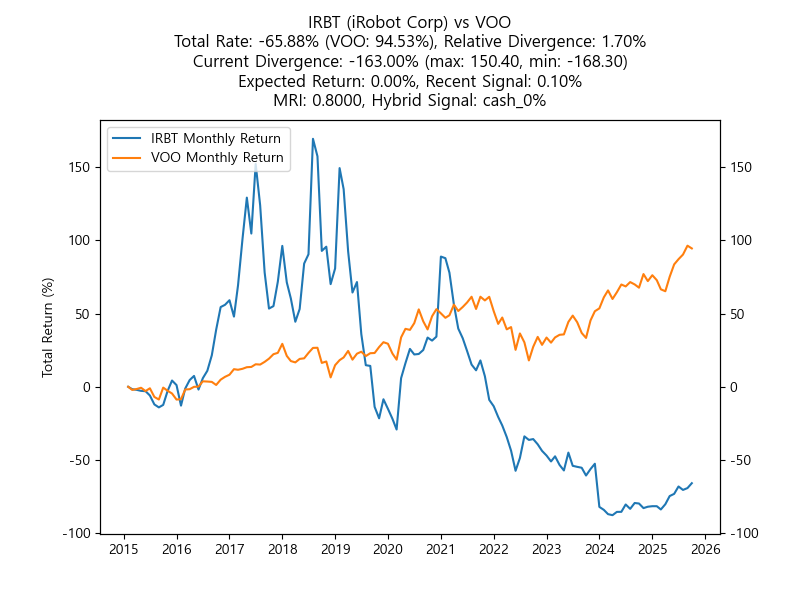 IRBT (iRobot Corp) vs VOO
Total Rate: -65.88% (VOO: 94.53%), Relative Divergence: 1.70%
Current Divergence: -163.00% (max: 150.40, min: -168.30)
Expected Return: 0.00%, Recent Signal: 0.10%
MRI: 0.8000, Hybrid Signal: cash_0%
IRBT Monthly Return
VOO Monthly Return
Total Return (%)
150
100
50
0
-50
-100
150
100
50
0
-50
-100
2015 2016 2017 2018 2019 2020 2021 2022 2023 2024 2025 2026